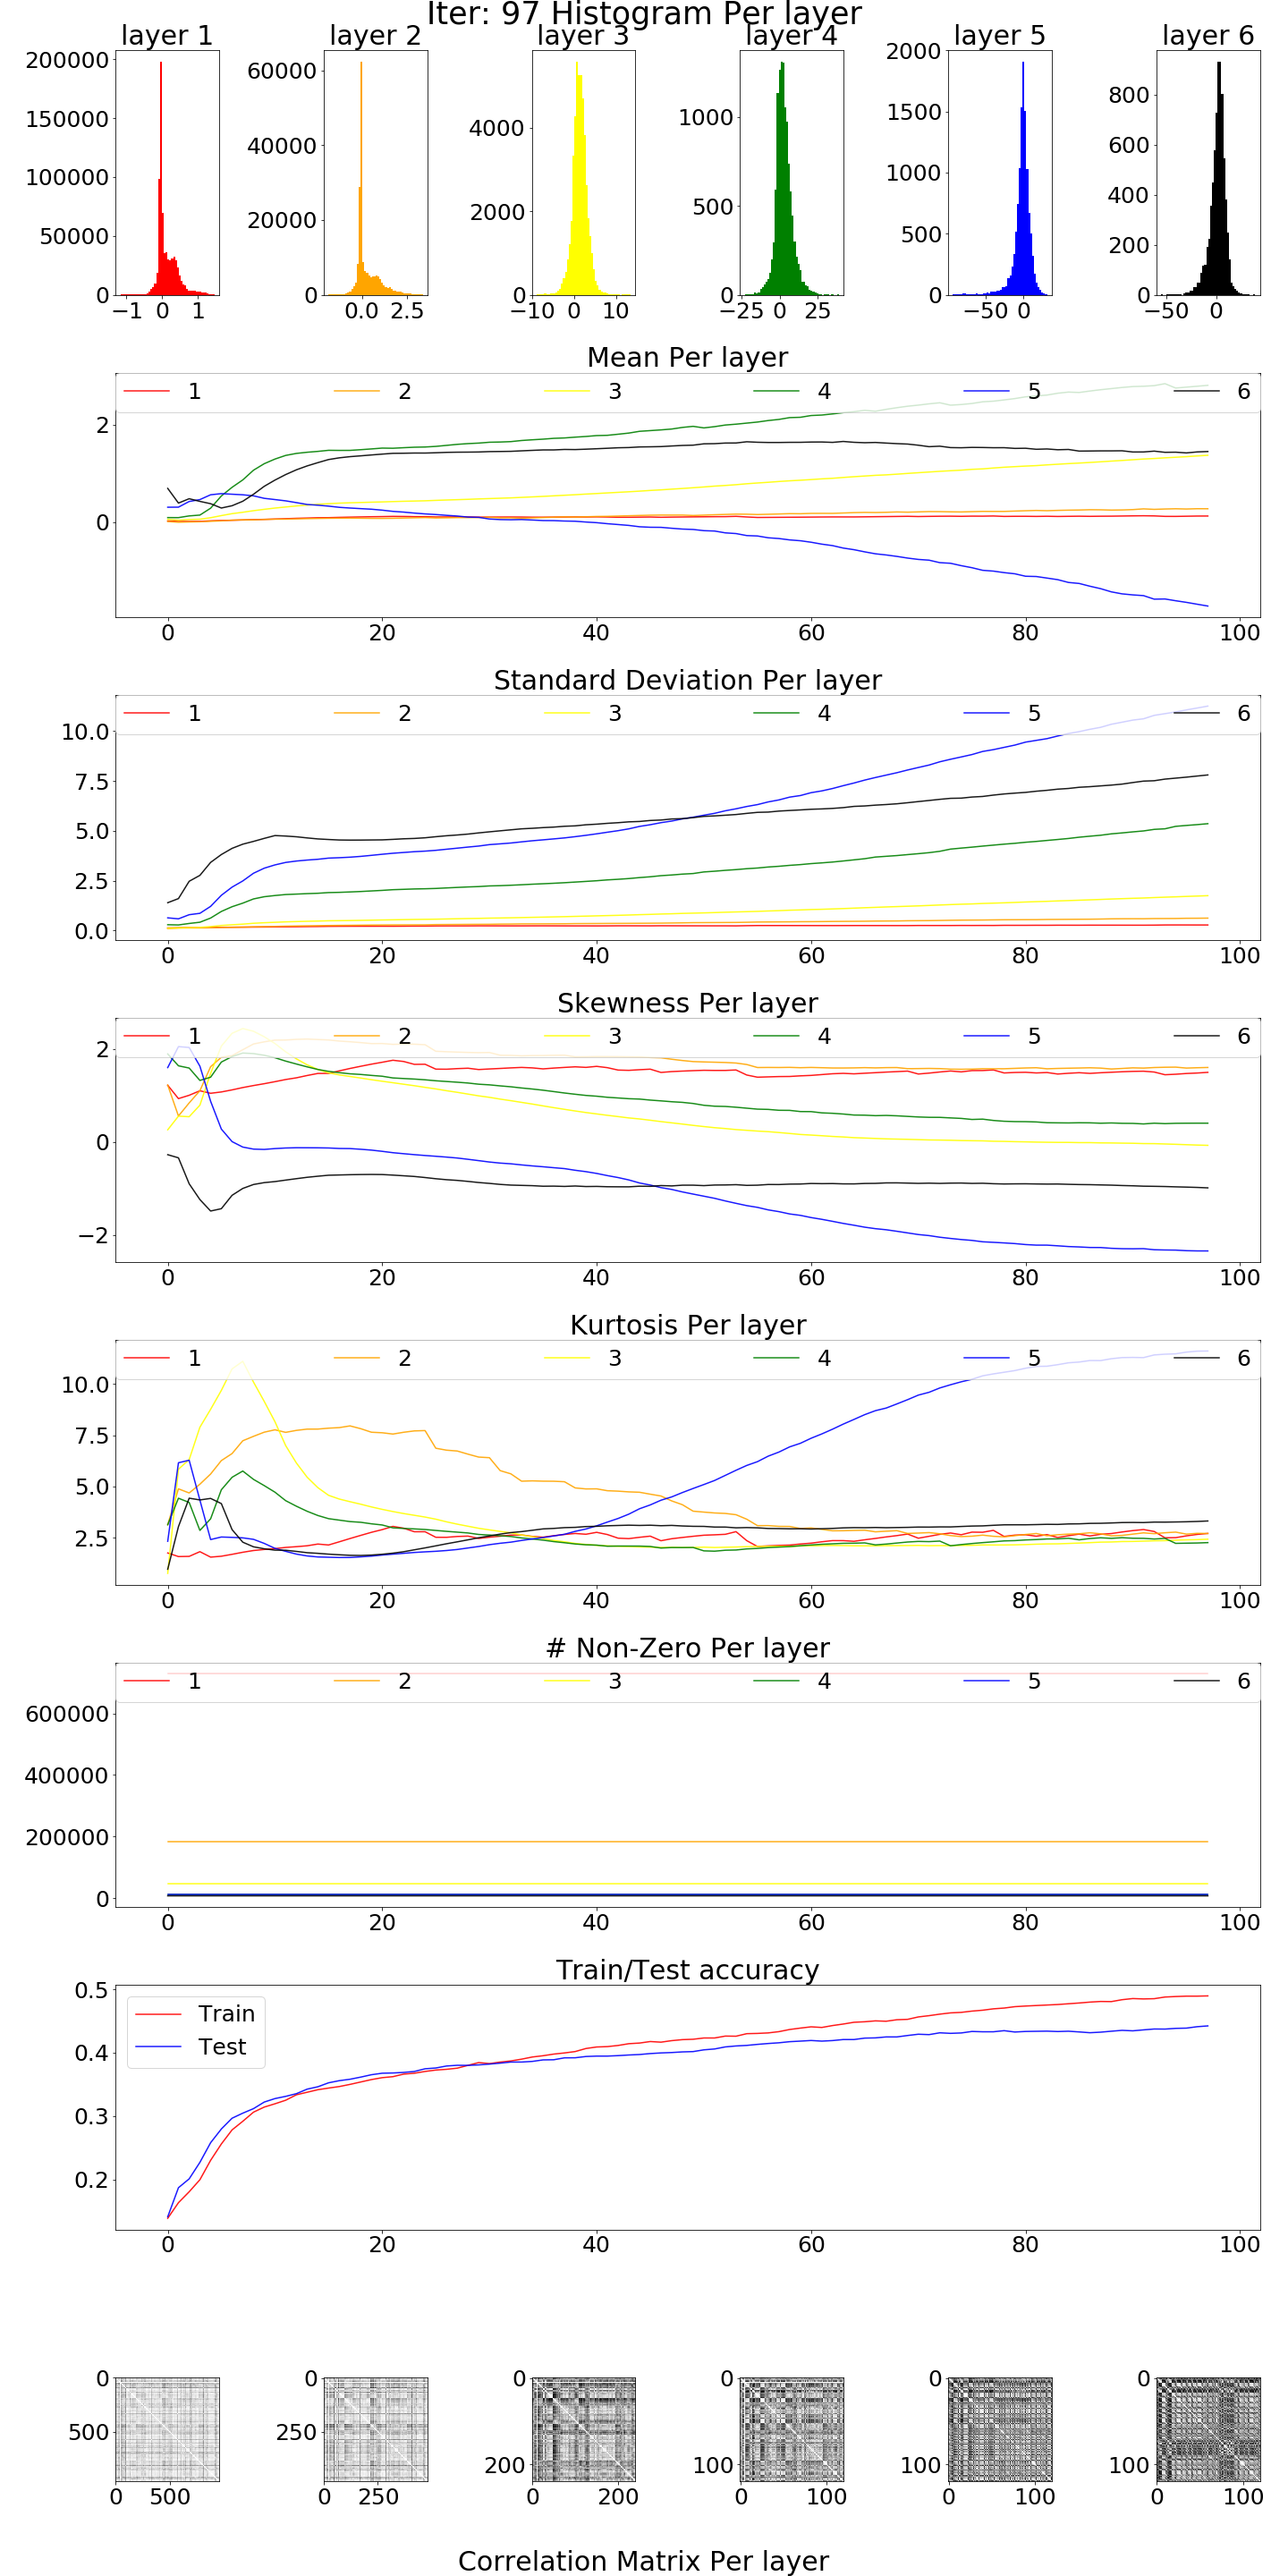 Iter: 97 Histogram Per layer
layer 1 layer 2 layer 3 layer 4 layer 5 layer 6
200000 150000 100000 50000 0
−1 0 1
60000 40000 20000 0
0.0 2.5
4000 2000 0
−10 0 10
1000 500 0
−25 0 25
2000 1500 1000 500 0
−50 0
800 600 400 200 0
−50 0
Mean Per layer
1 2 3 4 5 6
2
0
0 20 40 60 80 100
Standard Deviation Per layer
1 2 3 4 5 6
10.0
7.5
5.0
2.5
0.0
0 20 40 60 80 100
Skewness Per layer
1 2 3 4 5 6
2
0
−2
0 20 40 60 80 100
Kurtosis Per layer
1 2 3 4 5 6
10.0
7.5
5.0
2.5
0 20 40 60 80 100
# Non-Zero Per layer
1 2 3 4 5 6
600000
400000
200000
0
0 20 40 60 80 100
Train/Test accuracy
Train
Test
0.5
0.4
0.3
0.2
0 20 40 60 80 100
0 500
0 500
0 250
0 250
0 200
0 200
0 100
0 100
0 100
0 100
0 100
0 100
Correlation Matrix Per layer